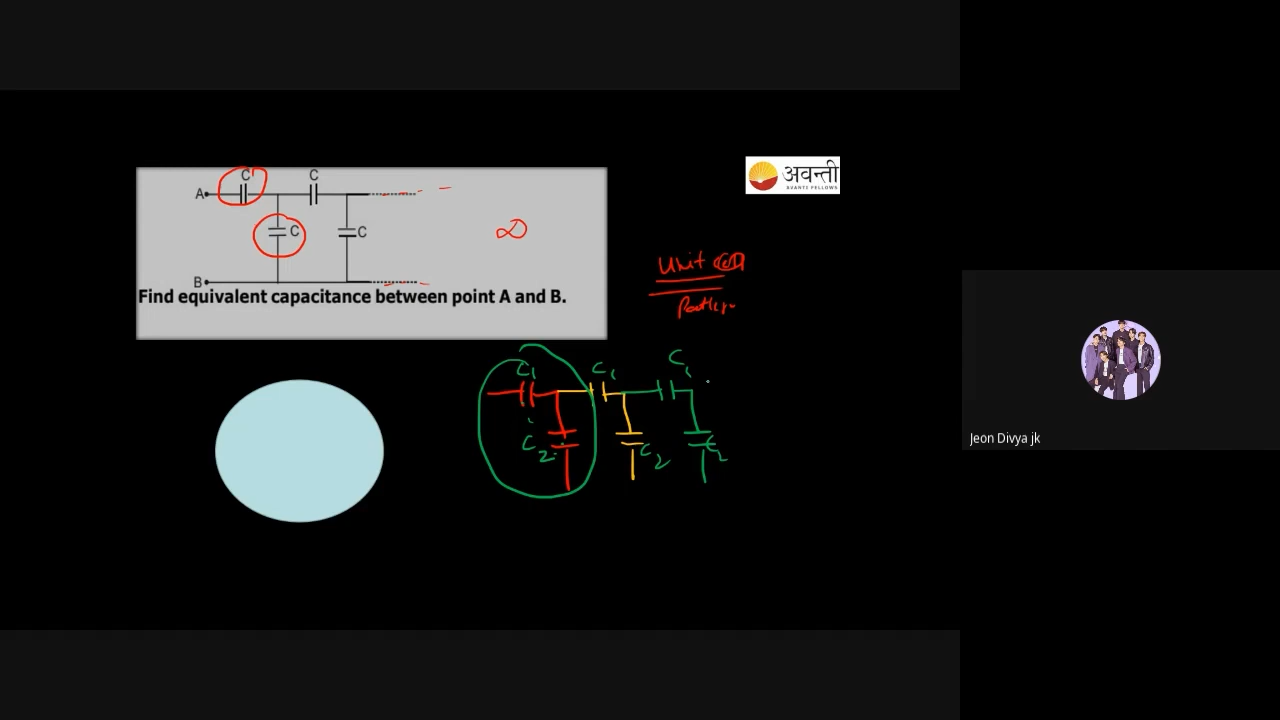 C
C
A
C
C
B
Find equivalent capacitance between point A and B.
∞
अवन्ती
AVANTI FELLOWS
Unit cell
C₁
C₁
C₁
C₂
C₂
C₂
Jeon Divya jk